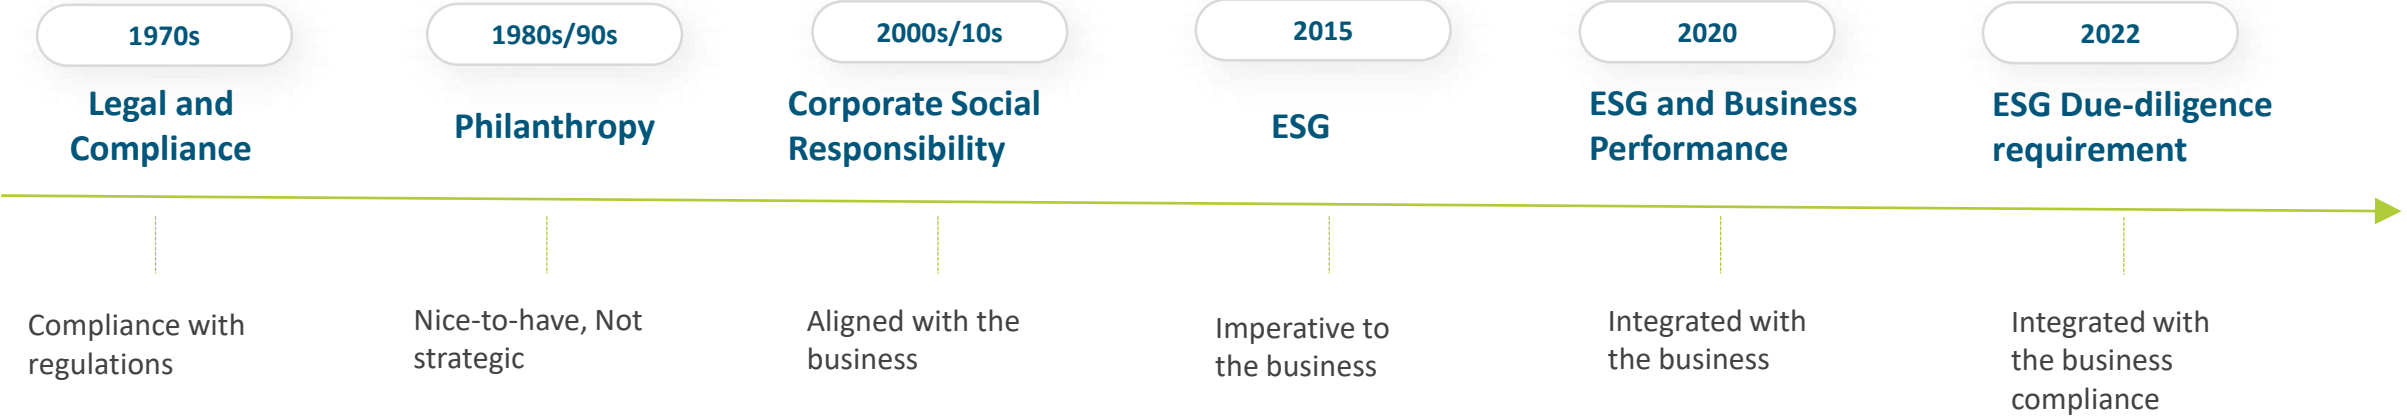 1970s
Legal and
Compliance
Compliance with
regulations
1980s/90s
Philanthropy
Nice-to-have, Not
strategic
2000s/10s
Corporate Social
Responsibility
Aligned with the
business
2015
ESG
Imperative to
the business
2020
ESG and Business
Performance
Integrated with
the business
2022
ESG Due-diligence
requirement
Integrated with
the business
compliance